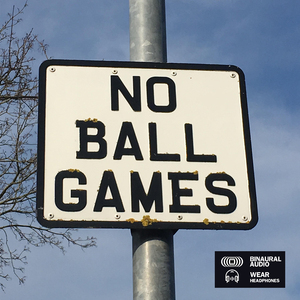 NO
BALL
GAMES
BINAURAL
AUDIO
WEAR
HEADPHONES